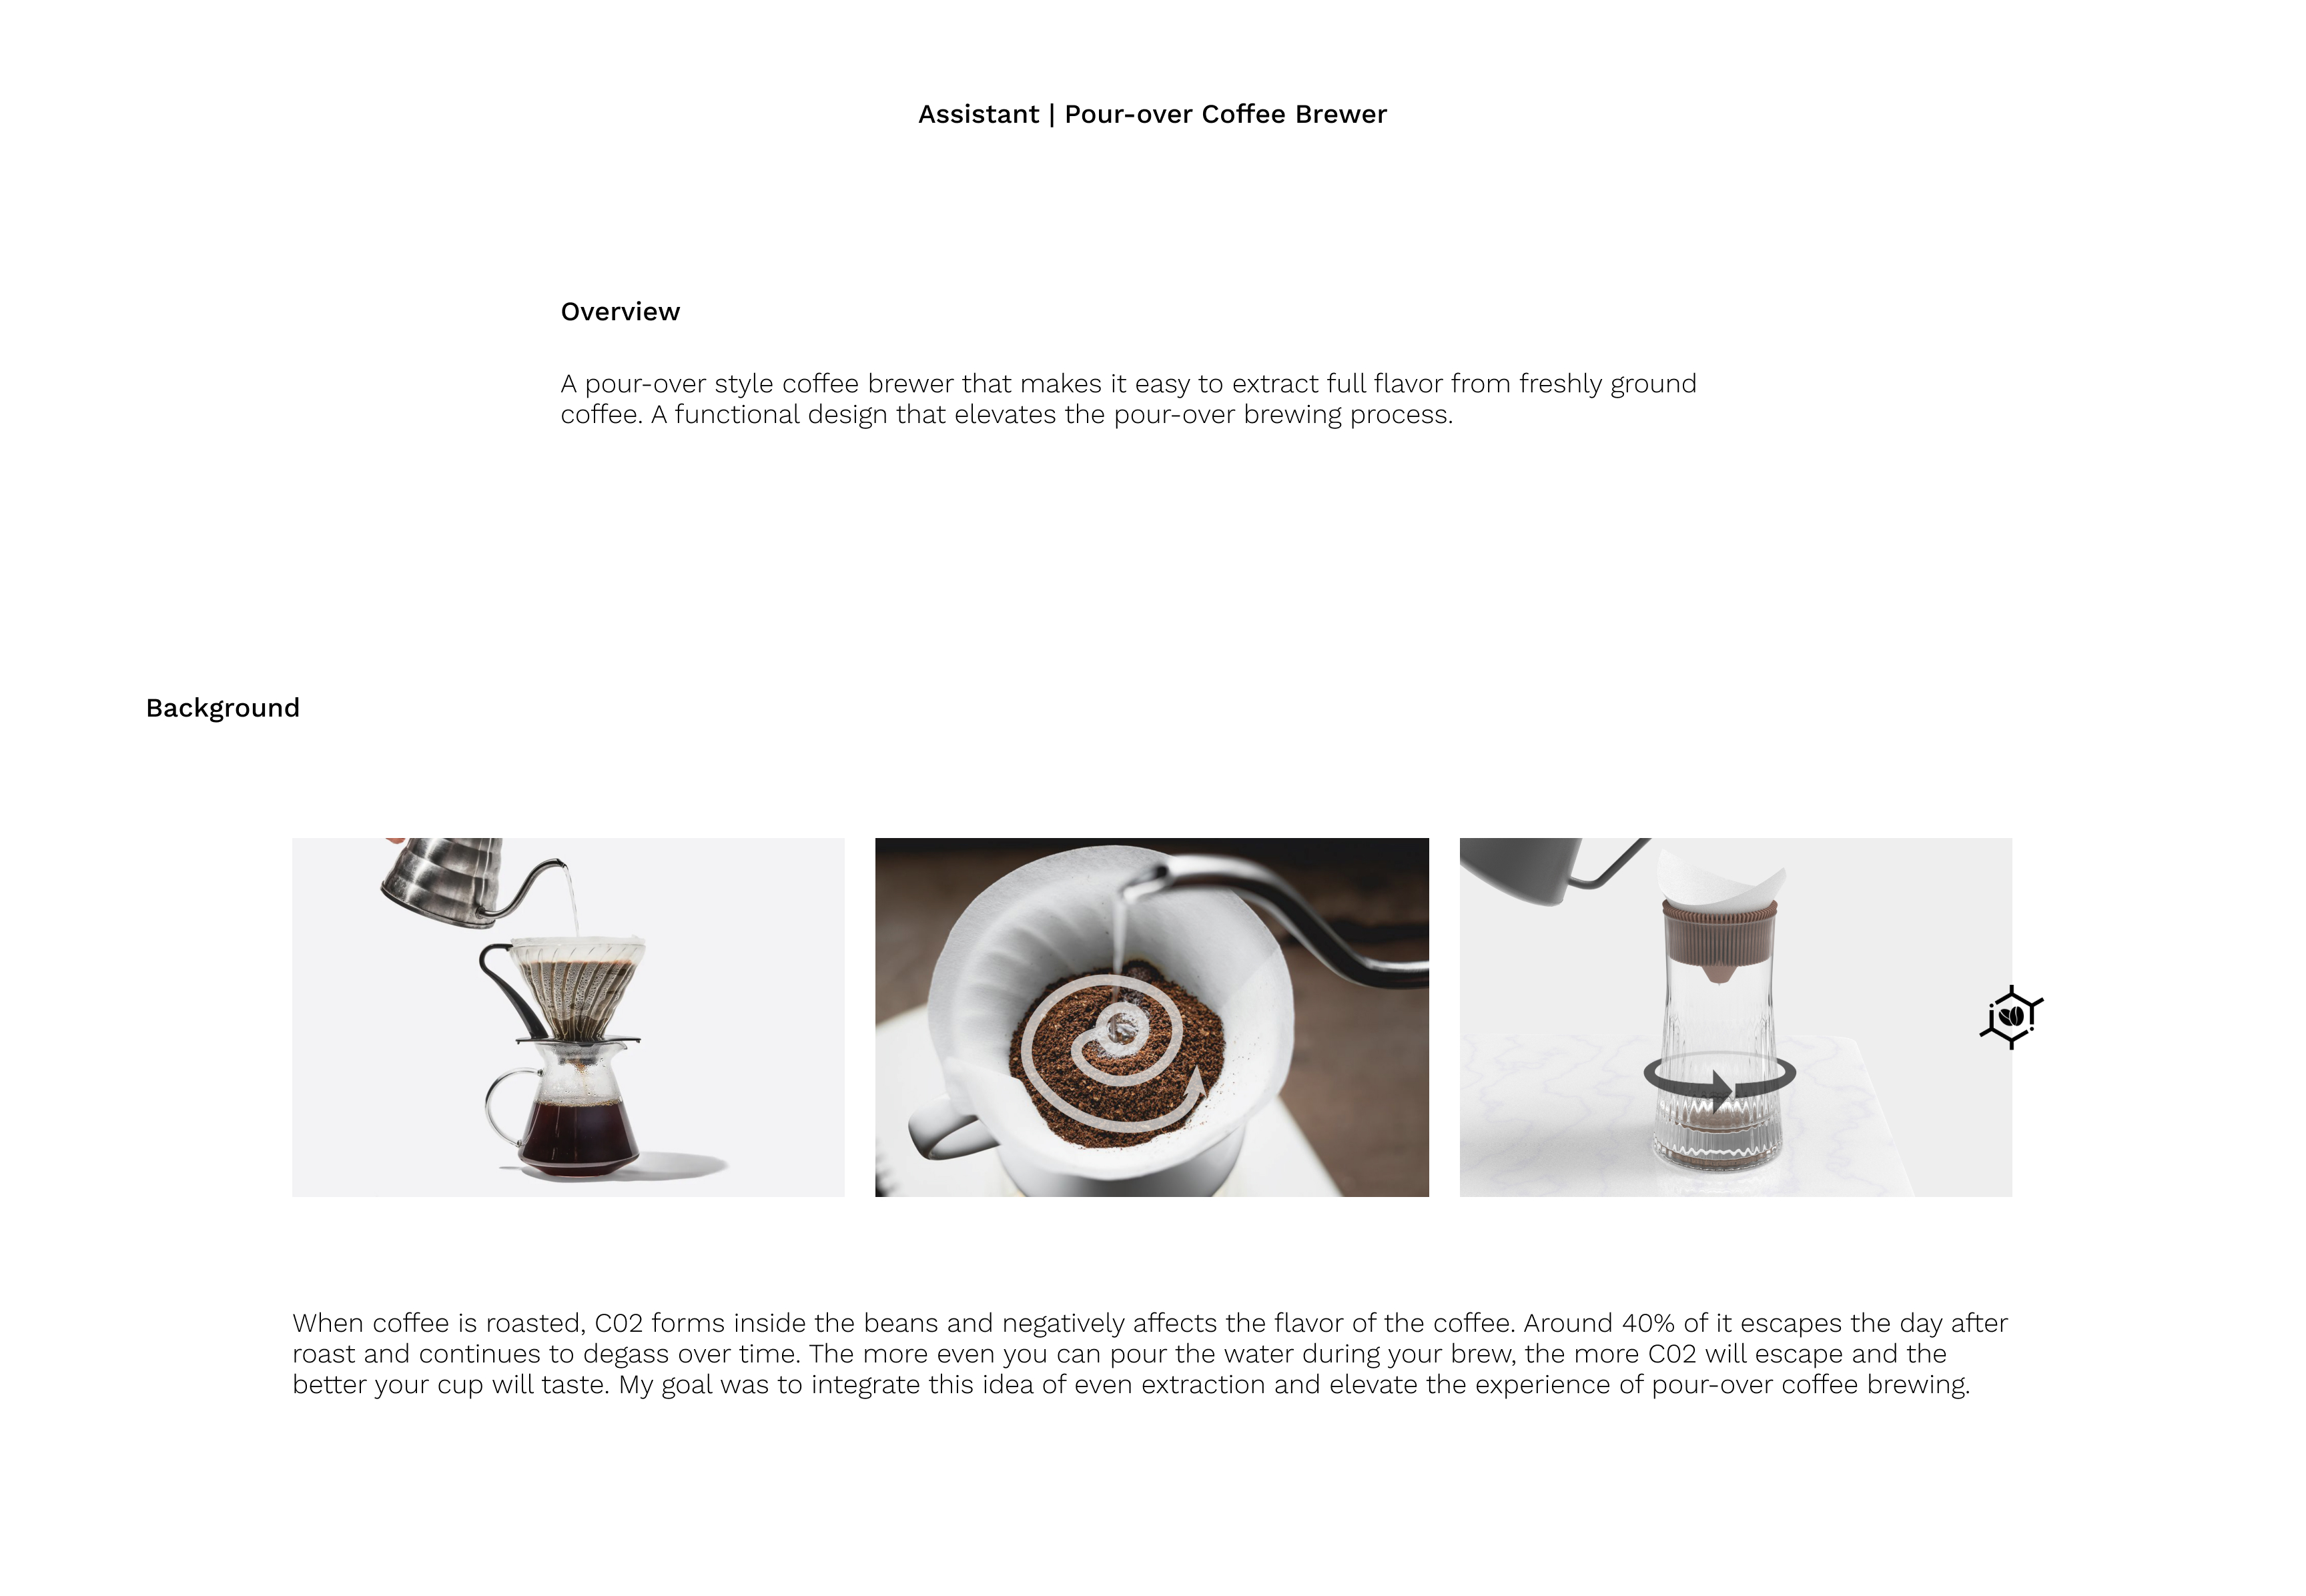 Assistant | Pour-over Coffee Brewer
Overview
A pour-over style coffee brewer that makes it easy to extract full flavor from freshly ground
coffee. A functional design that elevates the pour-over brewing process.
Background
When coffee is roasted, C02 forms inside the beans and negatively affects the flavor of the coffee. Around 40% of it escapes the day after
roast and continues to degass over time. The more even you can pour the water during your brew, the more C02 will escape and the
better your cup will taste. My goal was to integrate this idea of even extraction and elevate the experience of pour-over coffee brewing.